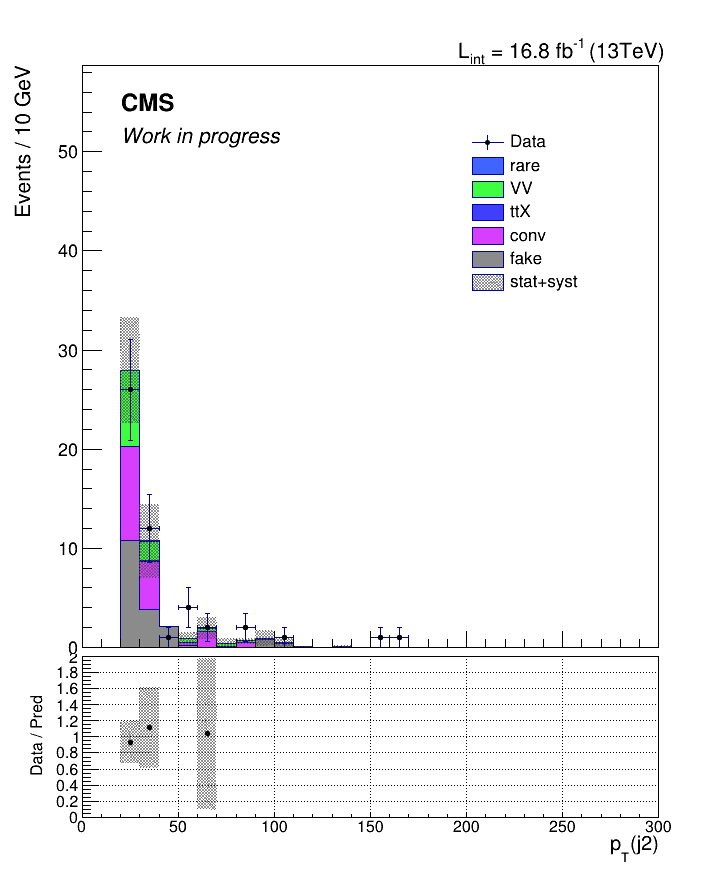 L_int = 16.8 fb^-1 (13TeV)
Events / 10 GeV
CMS
Work in progress
Data
rare
VV
ttX
conv
fake
stat+syst
50
40
30
20
10
0
Data / Pred
2
1.8
1.6
1.4
1.2
1
0.8
0.6
0.4
0.2
0
0 50 100 150 200 250 300
p_T(j2)